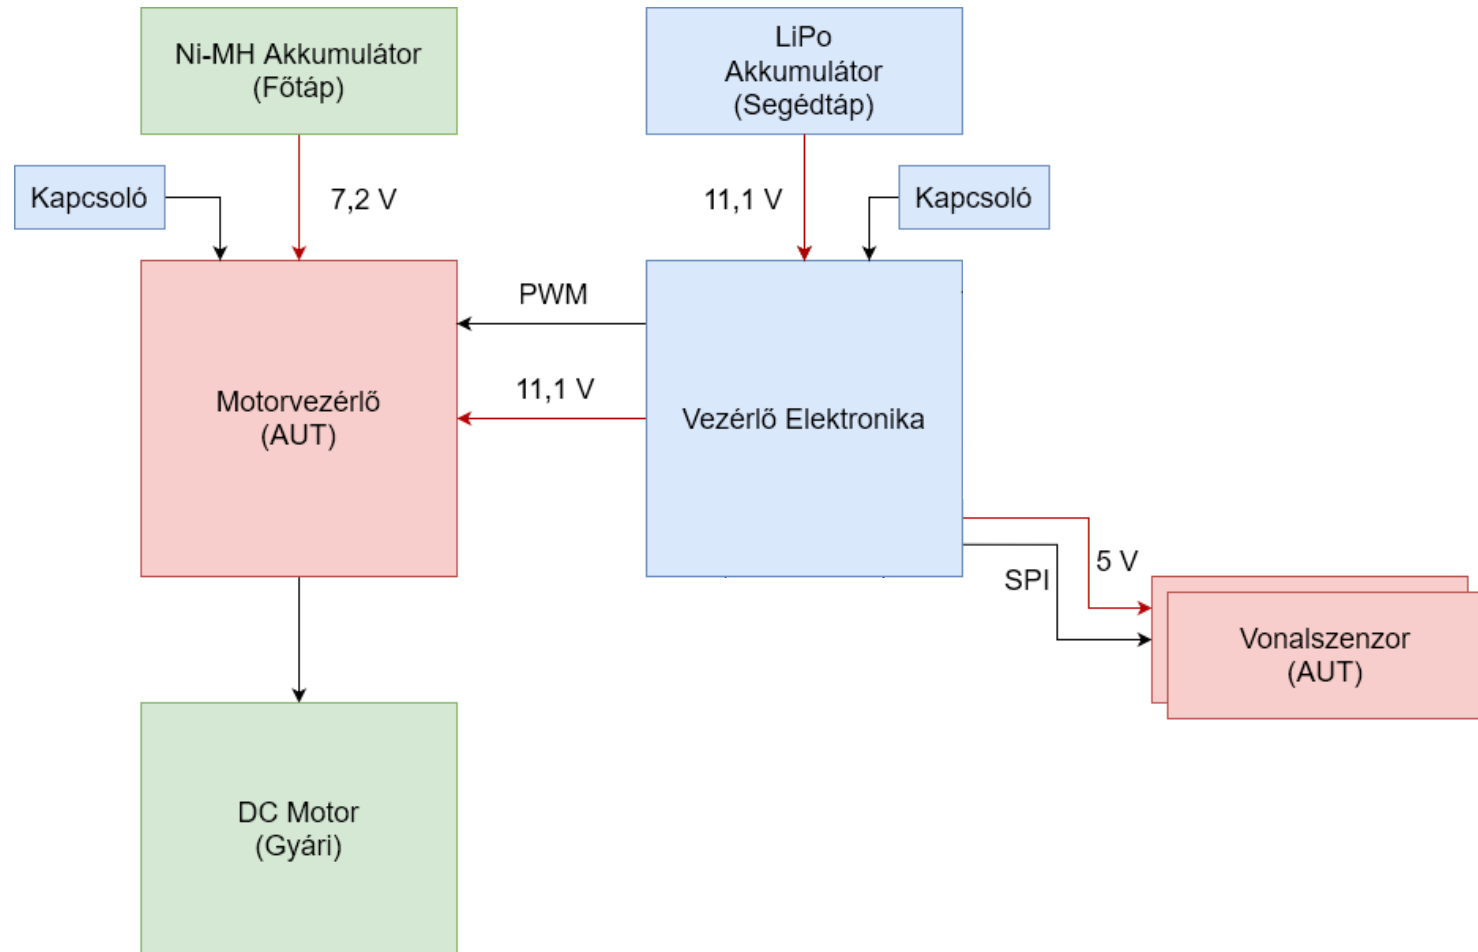 Ni-MH Akkumulátor
(Főtáp)
LiPo
Akkumulátor
(Segédtáp)
Kapcsoló
7,2 V
11,1 V
Kapcsoló
PWM
11,1 V
Motorvezérlő
(AUT)
Vezérlő Elektronika
5 V
SPI
Vonalszenzor
(AUT)
DC Motor
(Gyári)